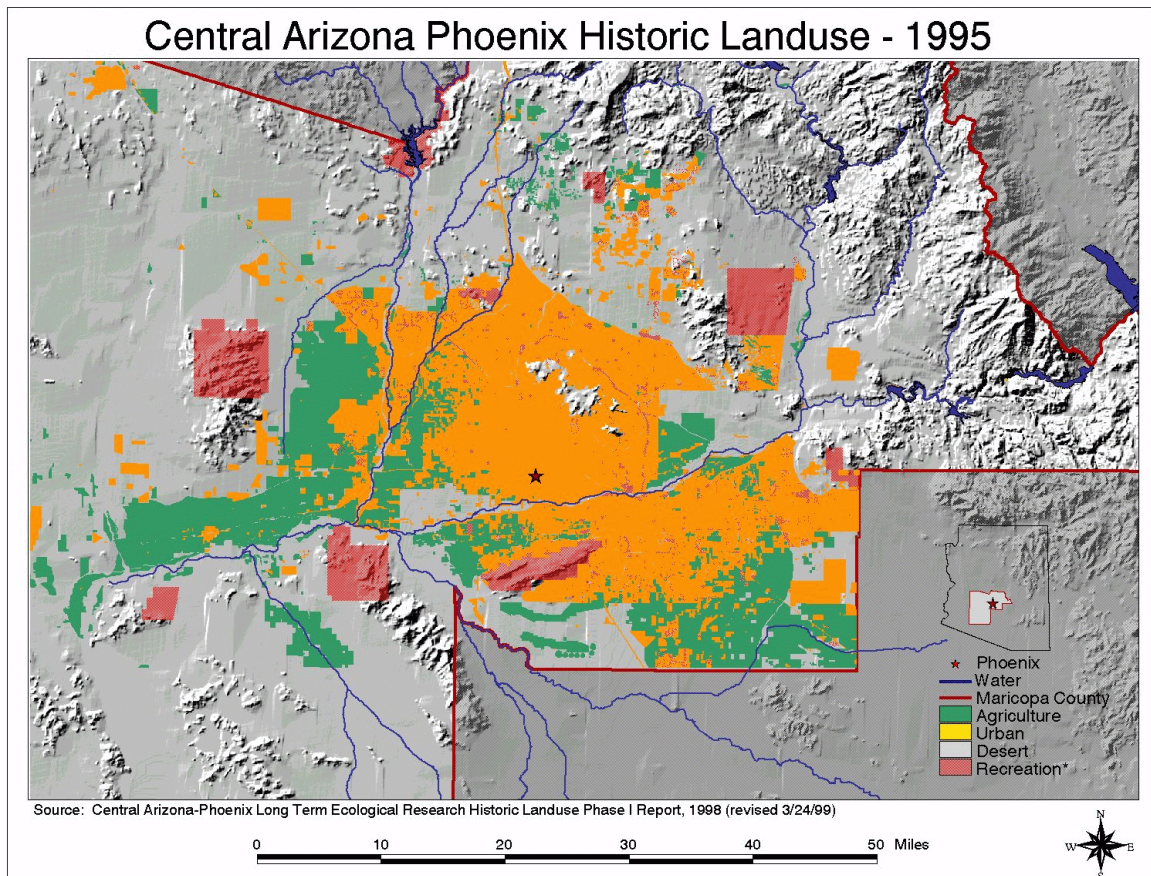 Central Arizona Phoenix Historic Landuse - 1995
Phoenix
Water
Maricopa County
Agriculture
Urban
Desert
Recreation*
Source: Central Arizona-Phoenix Long Term Ecological Research Historic Landuse Phase I Report, 1998 (revised 3/24/99)
0 10 20 30 40 50 Miles
N
W E
S